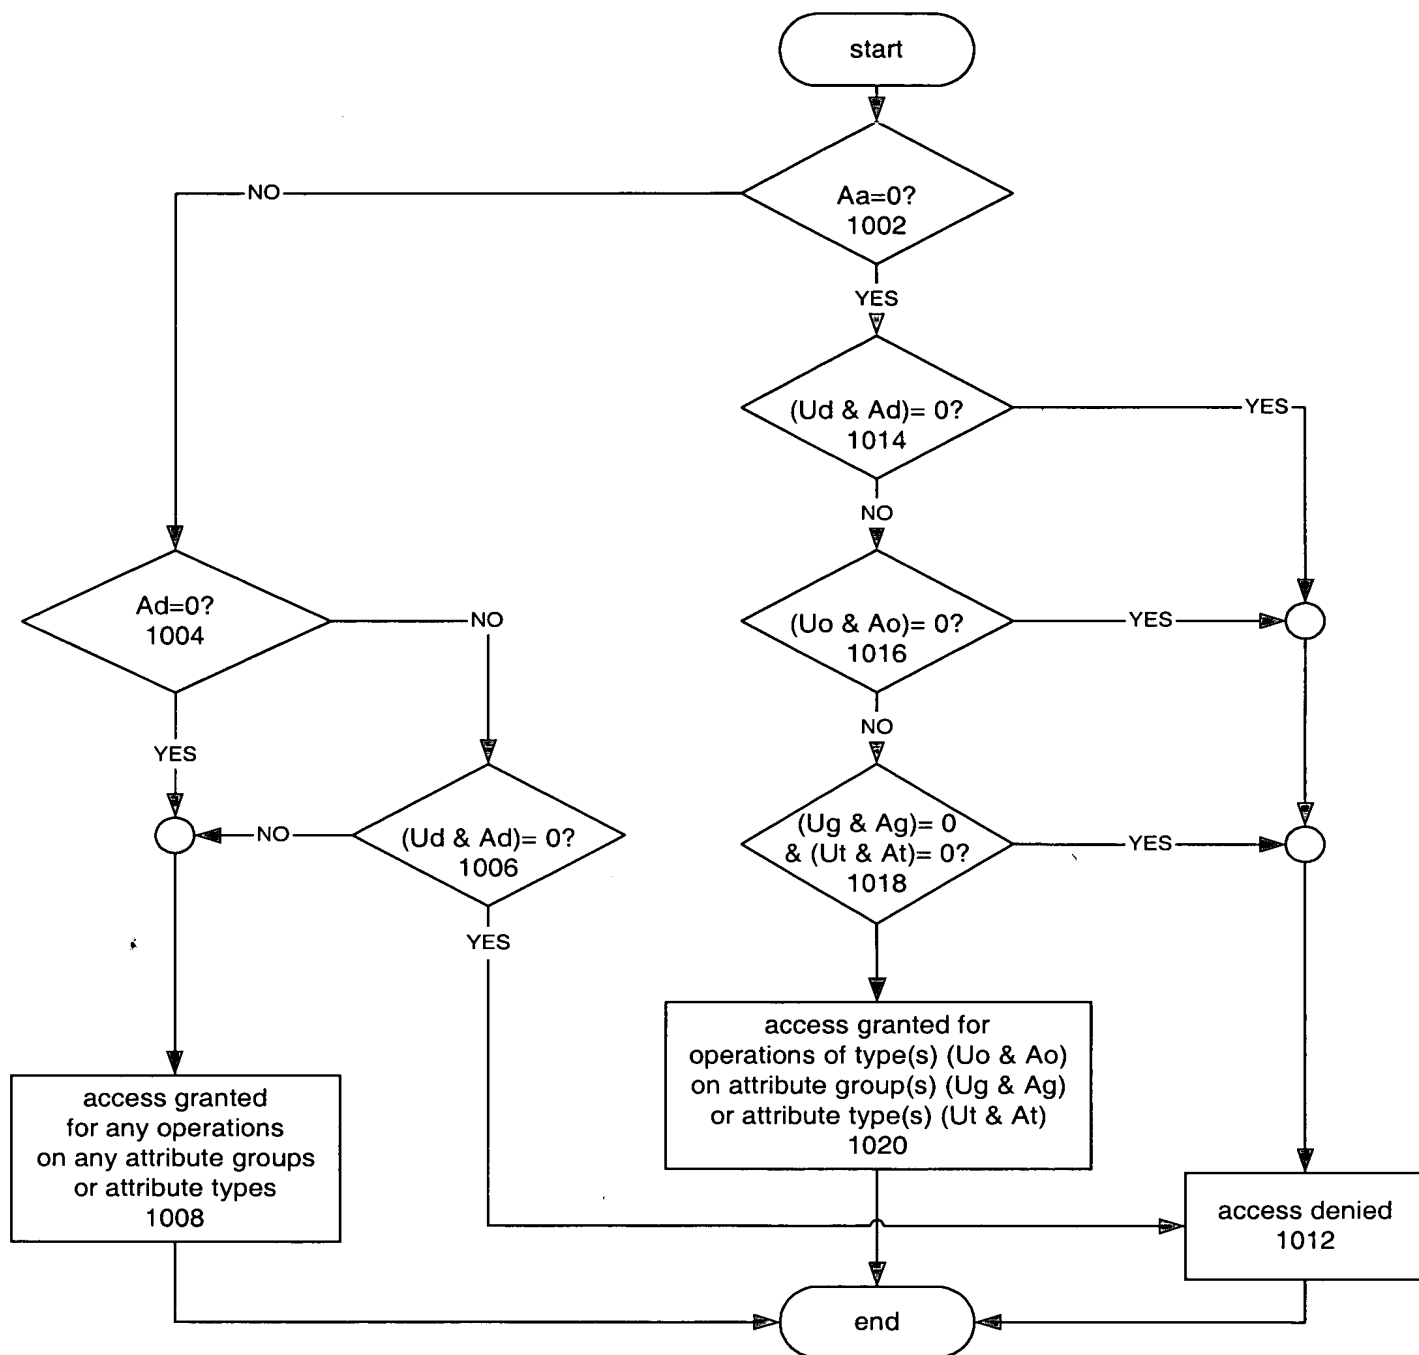 start
Aa=0?
1002
NO
YES
(Ud & Ad)= 0?
1014
YES
NO
Ad=0?
1004
NO
(Uo & Ao)= 0?
1016
YES
NO
YES
(Ud & Ad)= 0?
1006
NO
YES
(Ug & Ag)= 0
& (Ut & At)= 0?
1018
YES
access granted for
operations of type(s) (Uo & Ao)
on attribute group(s) (Ug & Ag)
or attribute type(s) (Ut & At)
1020
access granted
for any operations
on any attribute groups
or attribute types
1008
access denied
1012
end